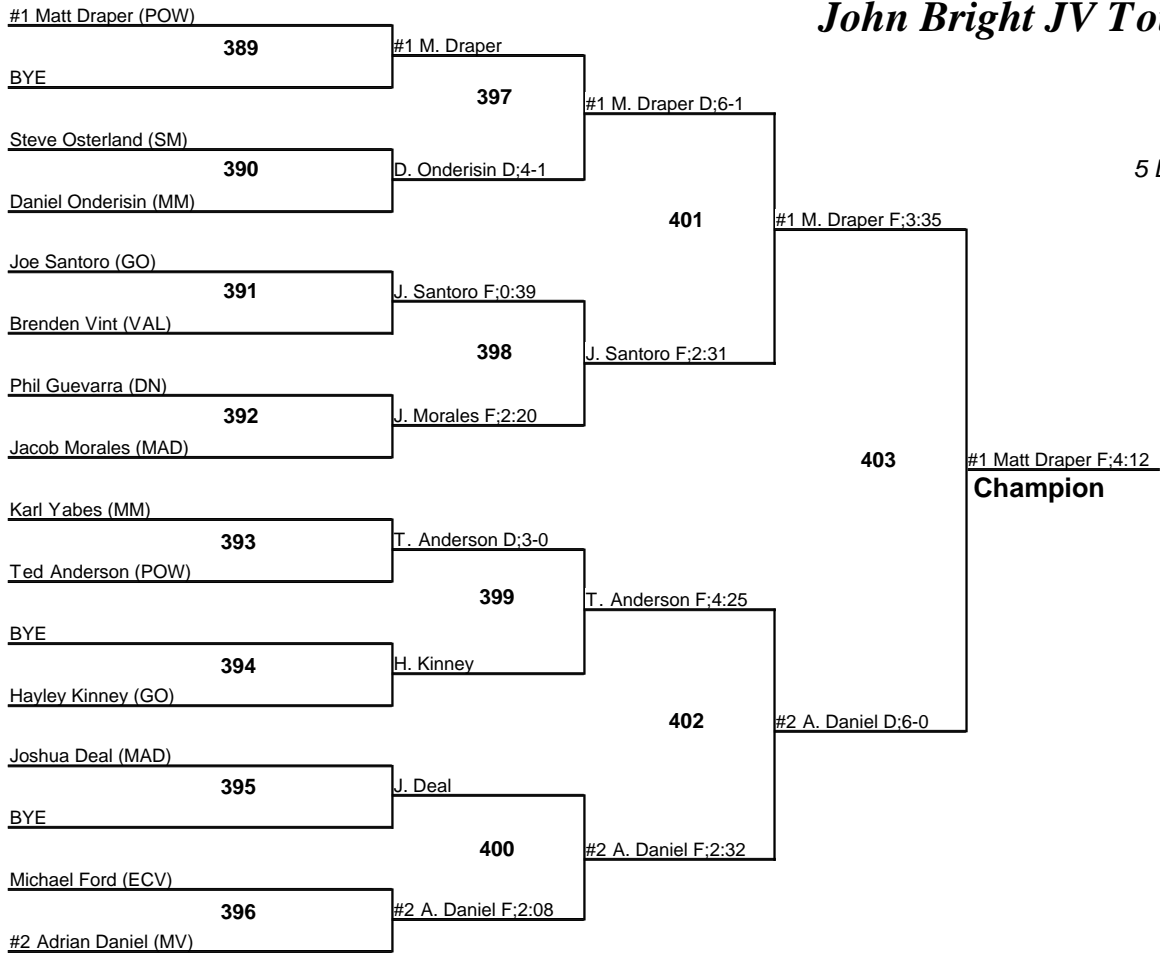 John Bright JV
#1 Matt Draper (POW)
389
BYE
#1 M. Draper
397
Steve Osterland (SM)
390
Daniel Onderisin (MM)
D. Onderisin D;4-1
#1 M. Draper D;6-1
401
Joe Santoro (GO)
391
Brenden Vint (VAL)
J. Santoro F;0:39
398
Phil Guevarra (DN)
392
Jacob Morales (MAD)
J. Morales F;2:20
J. Santoro F;2:31
#1 M. Draper F;3:35
5
403
Karl Yabes (MM)
393
Ted Anderson (POW)
T. Anderson D;3-0
399
BYE
394
Hayley Kinney (GO)
H. Kinney
T. Anderson F;4:25
402
Joshua Deal (MAD)
395
BYE
J. Deal
400
Michael Ford (ECV)
396
#2 Adrian Daniel (MV)
#2 A. Daniel F;2:08
#2 A. Daniel F;2:32
#2 A. Daniel D;6-0
#1 Matt Draper F;4:12
Champion